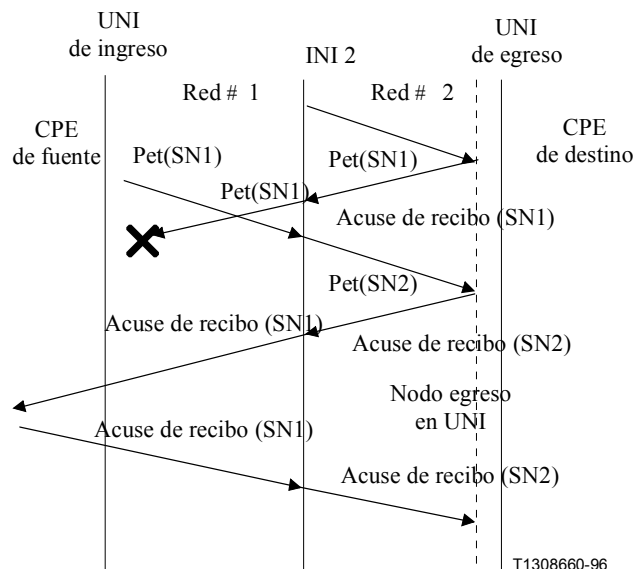 UNI
de ingreso
INI 2
UNI
de egreso
Red # 1
Red # 2
CPE
de fuente
CPE
de destino
Pet(SN1)
Pet(SN1)
Pet(SN1)
Acuse de recibo (SN1)
Pet(SN2)
Acuse de recibo (SN1)
Acuse de recibo (SN2)
Nodo egreso
en UNI
Acuse de recibo (SN1)
Acuse de recibo (SN2)
T1308660-96